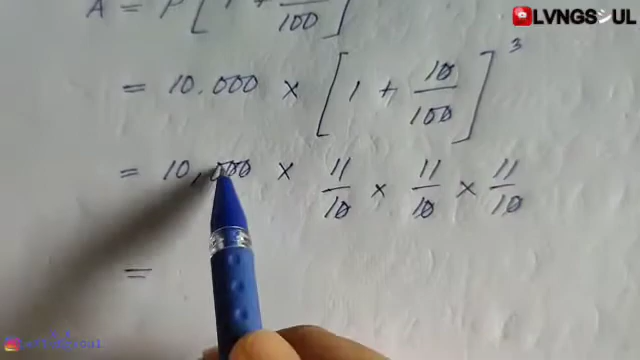 LVNGSOUL
A = P [ 1 + /100 ]
= 10.000 × [ 1 + 10/100 ]³
= 10,000 × 11/10 × 11/10 × 11/10
=